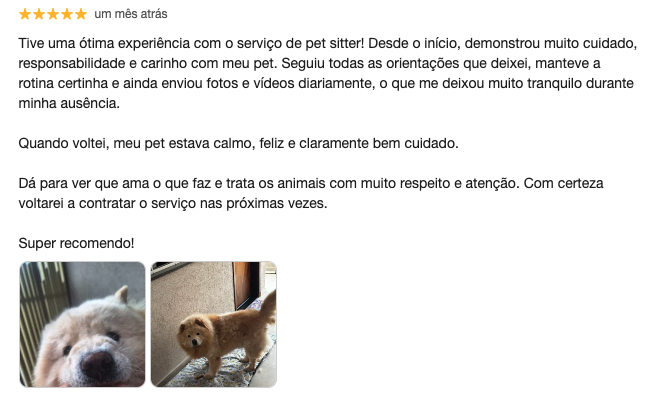 um mês atrás
Tive uma ótima experiência com o serviço de pet sitter! Desde o início, demonstrou muito cuidado,
responsabilidade e carinho com meu pet. Seguiu todas as orientações que deixei, manteve a
rotina certinha e ainda enviou fotos e vídeos diariamente, o que me deixou muito tranquilo durante
minha ausência.
Quando voltei, meu pet estava calmo, feliz e claramente bem cuidado.
Dá para ver que ama o que faz e trata os animais com muito respeito e atenção. Com certeza
voltarei a contratar o serviço nas próximas vezes.
Super recomendo!